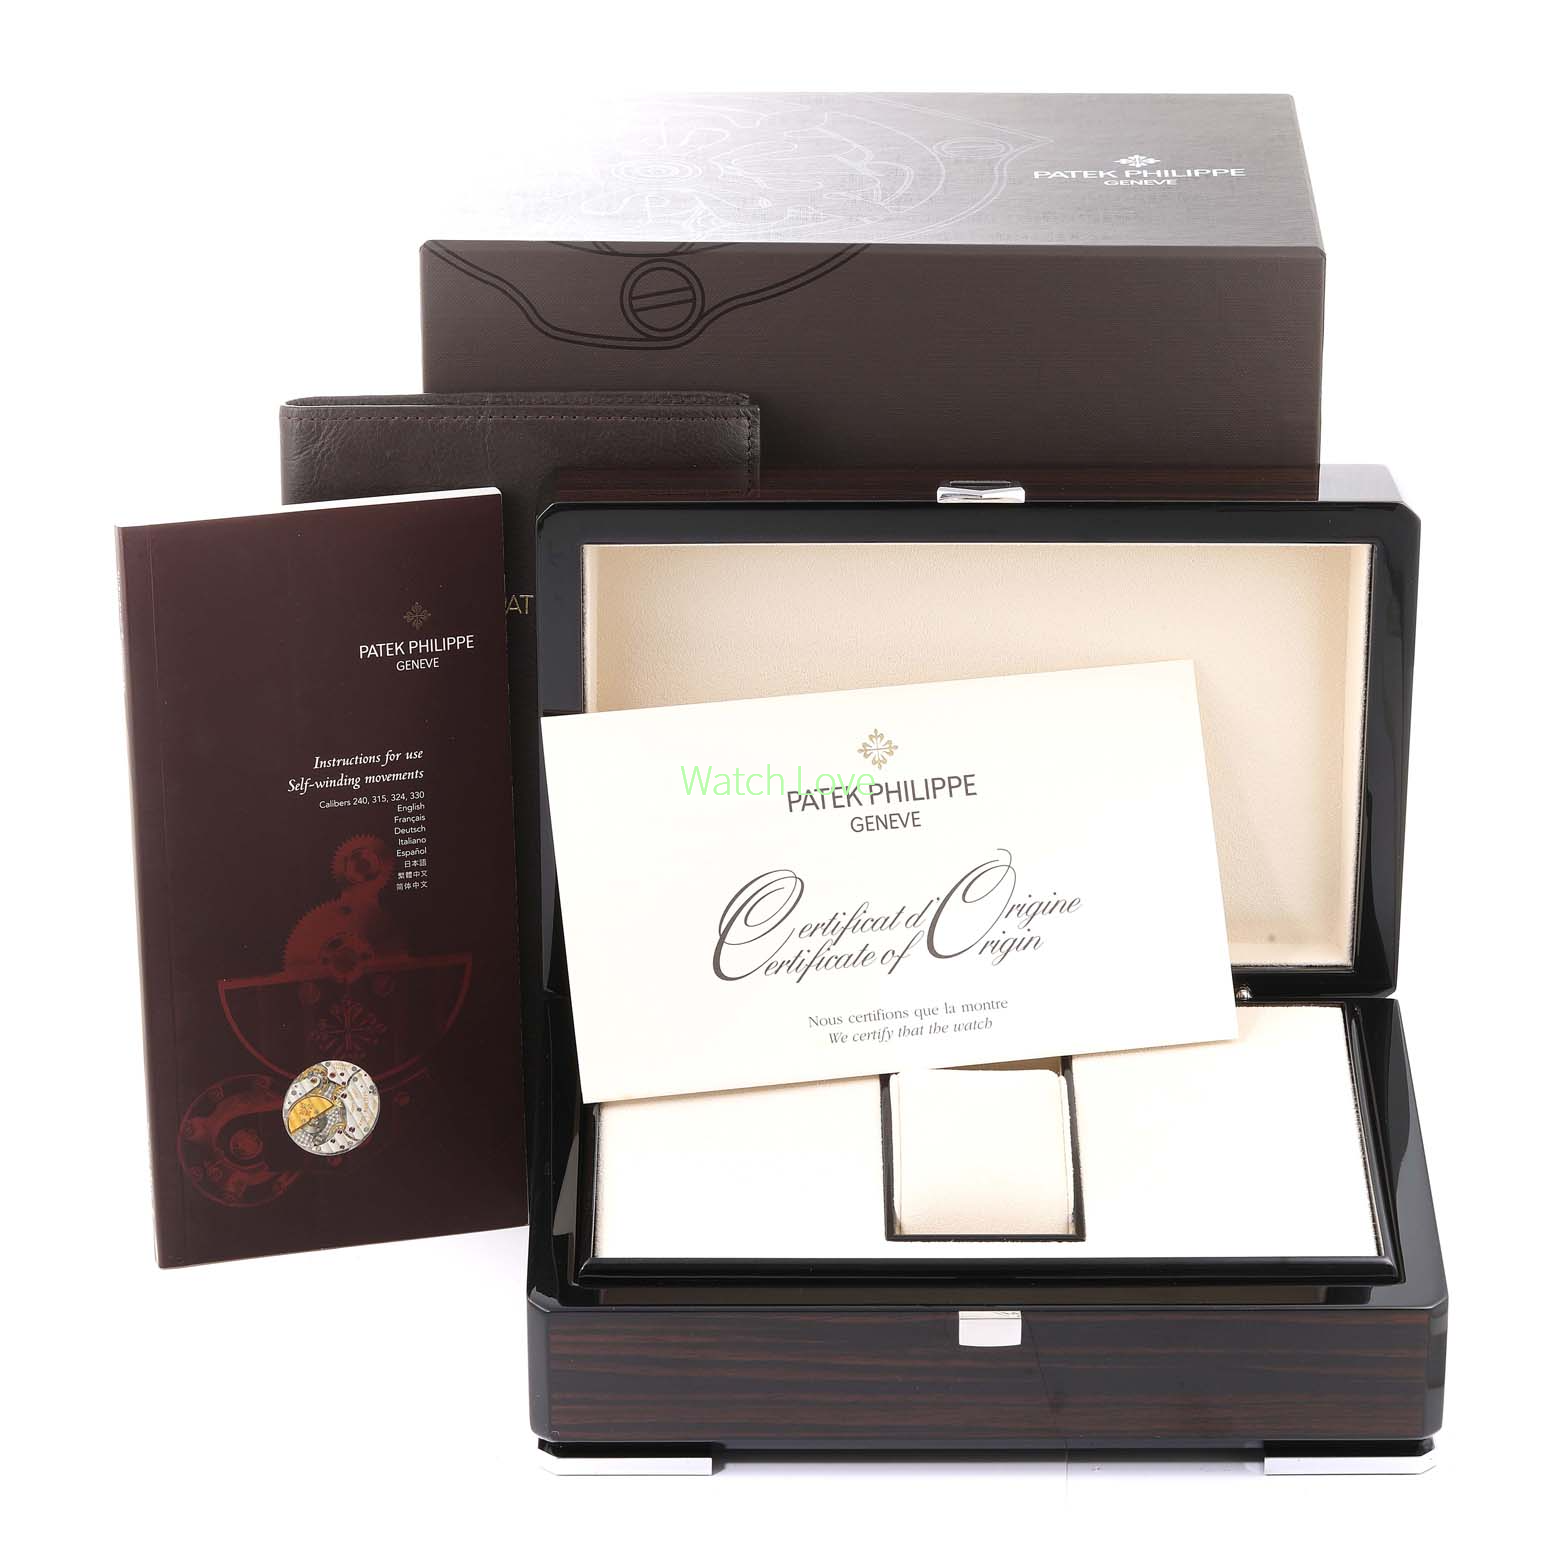 PATEK PHILIPPE
GENEVE
PAT
PATEK PHILIPPE
GENEVE
Instructions for use
Self-winding movements
Calibers 240, 315, 324, 330
English
Français
Deutsch
Italiano
Español
日本語
繁體中文
简体中文
Watch Love
PATEK PHILIPPE
GENEVE
Certificat d'Origine
Certificate of Origin
Nous certifions que la montre
We certify that the watch